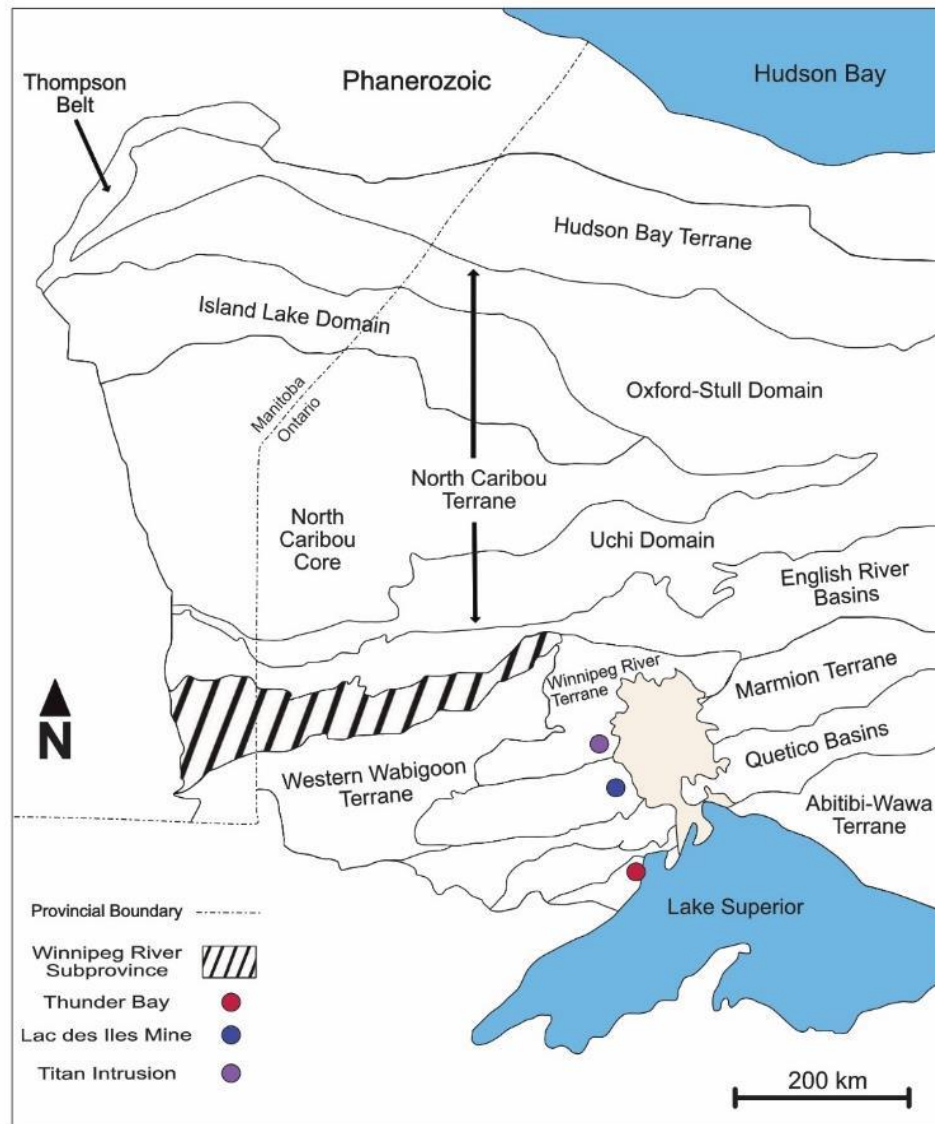 Hudson Bay
Phanerozoic
Thompson
Belt
Hudson Bay Terrane
Island Lake Domain
Oxford-Stull Domain
Manitoba
Ontario
North Caribou
Terrane
North
Caribou
Core
Uchi Domain
English River
Basins
Winnipeg River
Terrane
Marmion Terrane
N
Quetico Basins
Western Wabigoon
Terrane
Abitibi-Wawa
Terrane
Lake Superior
Provincial Boundary
Winnipeg River
Subprovince
Thunder Bay
Lac des Iles Mine
Titan Intrusion
200 km